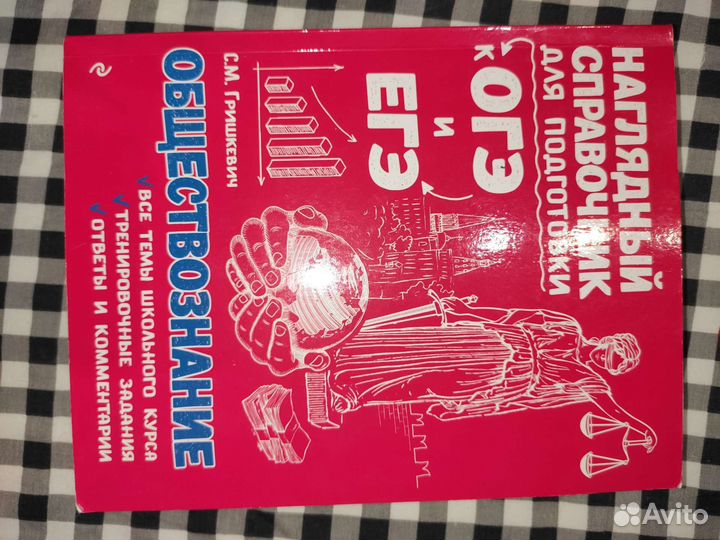 НАГЛЯДНЫЙ
СПРАВОЧНИК
ДЛЯ ПОДГОТОВКИ
К ОГЭ
И
ЕГЭ
С.М. ГРИШКЕВИЧ
ОБЩЕСТВОЗНАНИЕ
ВСЕ ТЕМЫ ШКОЛЬНОГО КУРСА
ТРЕНИРОВОЧНЫЕ ЗАДАНИЯ
ОТВЕТЫ И КОММЕНТАРИИ
Avito